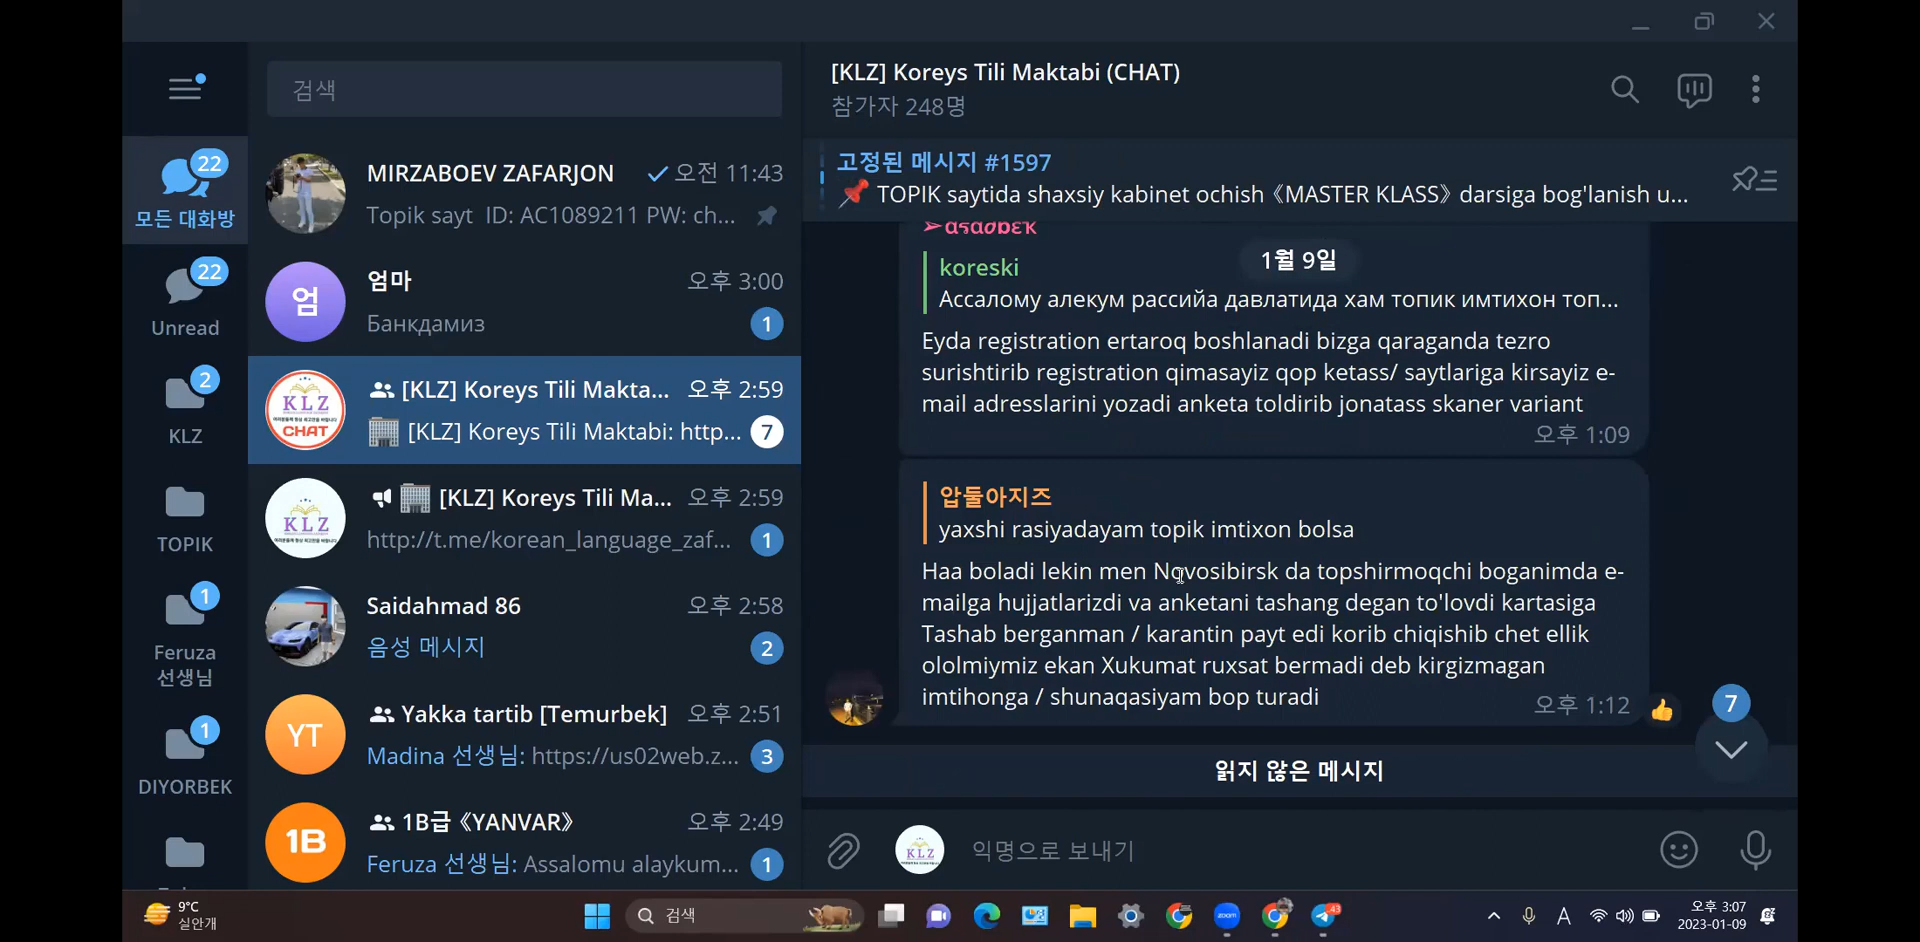 검색
[KLZ] Koreys Tili Maktabi (CHAT)
참가자 248명
22
모든 대화방
22
Unread
2
KLZ
TOPIK
1
Feruza
선생님
1
DIYORBEK
MIRZABOEV ZAFARJON 오전 11:43
Topik sayt ID: AC1089211 PW: ch...
엄
엄마 오후 3:00
Банкдамиз 1
KLZ
CHAT
[KLZ] Koreys Tili Makta... 오후 2:59
[KLZ] Koreys Tili Maktabi: http... 7
KLZ
[KLZ] Koreys Tili Ma... 오후 2:59
http://t.me/korean_language_zaf... 1
Saidahmad 86 오후 2:58
음성 메시지 2
YT
Yakka tartib [Temurbek] 오후 2:51
Madina 선생님: https://us02web.z... 3
1B
1B급《YANVAR》 오후 2:49
Feruza 선생님: Assalomu alaykum... 1
고정된 메시지 #1597
📌 TOPIK saytida shaxsiy kabinet ochish《MASTER KLASS》darsiga bog'lanish u...
1월 9일
koreski
Ассалому алекум рассийа давлатида хам топик имтихон топ...
Eyda registration ertaroq boshlanadi bizga qaraganda tezro
surishtirib registration qimasayiz qop ketass/ saytlariga kirsayiz e-
mail adresslarini yozadi anketa toldirib jonatass skaner variant
오후 1:09
압둘아지즈
yaxshi rasiyadayam topik imtixon bolsa
Haa boladi lekin men Novosibirsk da topshirmoqchi boganimda e-
mailga hujjatlarizdi va anketani tashang degan to'lovdi kartasiga
Tashab berganman / karantin payt edi korib chiqishib chet ellik
ololmiymiz ekan Xukumat ruxsat bermadi deb kirgizmagan
imtihonga / shunaqasiyam bop turadi
오후 1:12 👍
7
읽지 않은 메시지
KLZ
익명으로 보내기
9°C
실안개
검색
zoom
43
A
오후 3:07
2023-01-09